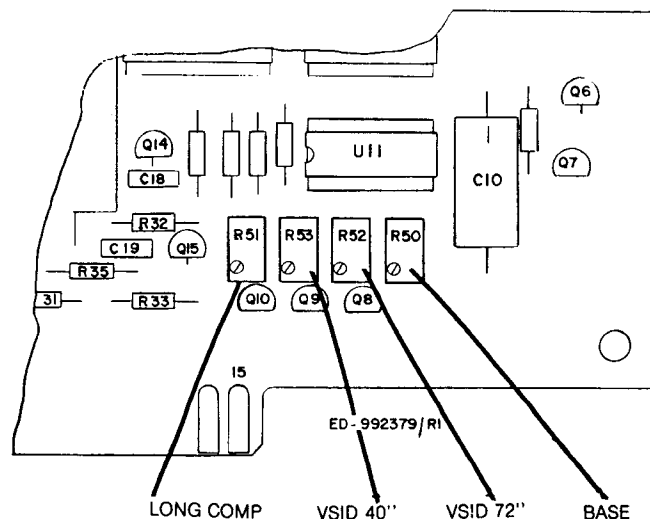 Q6
Q14
U11
Q7
C18
C10
R32
R51
R53
R52
R50
C19
Q15
R35
31
R33
Q10
Q9
Q8
15
ED-992379/R1
LONG COMP
VSID 40''
VSID 72''
BASE